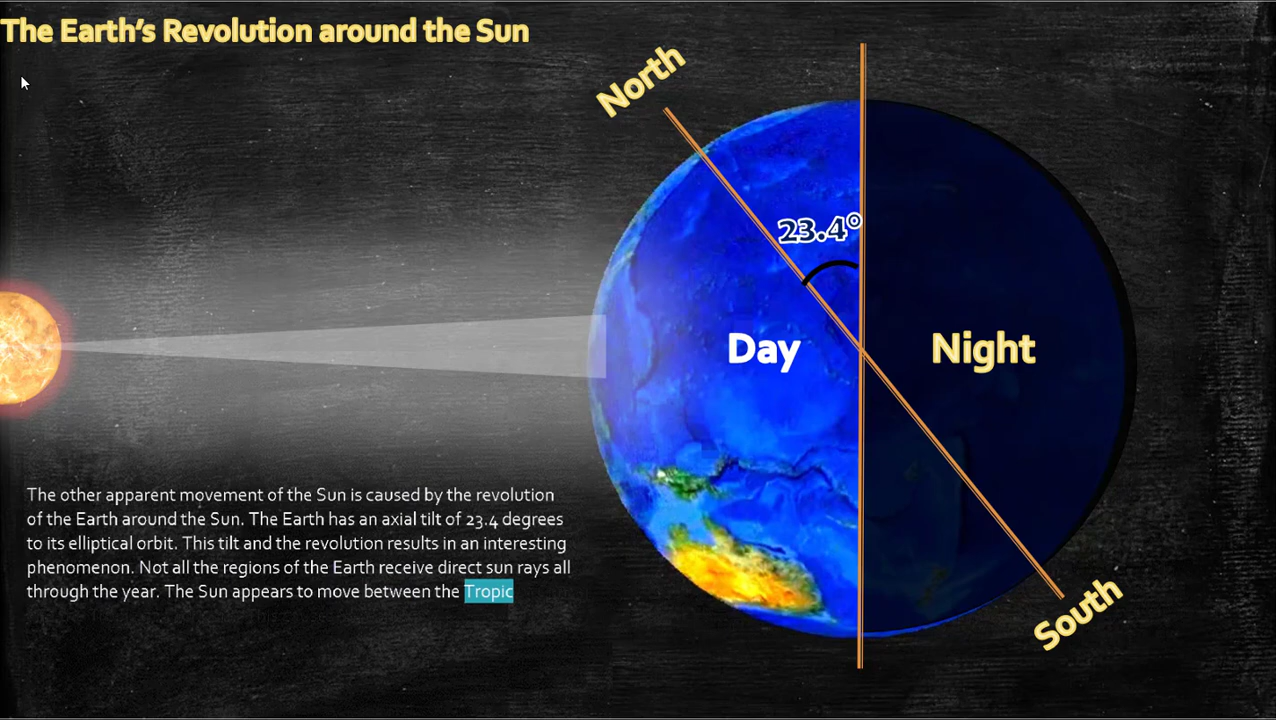 The Earth's Revolution around the Sun
North
23.4°
Day
Night
South
The other apparent movement of the Sun is caused by the revolution
of the Earth around the Sun. The Earth has an axial tilt of 23.4 degrees
to its elliptical orbit. This tilt and the revolution results in an interesting
phenomenon. Not all the regions of the Earth receive direct sun rays all
through the year. The Sun appears to move between the Tropic